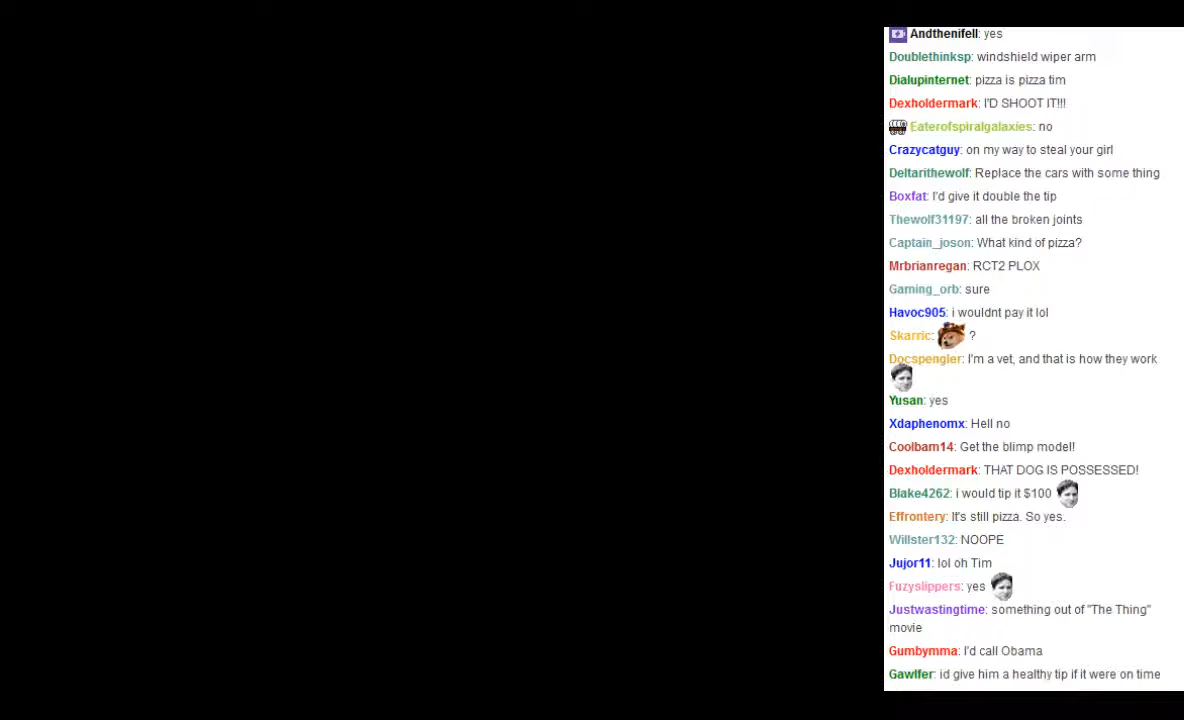 Andthenifell: yes
Doublethinksp: windshield wiper arm
Dialupinternet: pizza is pizza tim
Dexholdermark: I'D SHOOT IT!!!
Eaterofspiralgalaxies: no
Crazycatguy: on my way to steal your girl
Deltarithewolf: Replace the cars with some thing
Boxfat: I'd give it double the tip
Thewolf31197: all the broken joints
Captain_joson: What kind of pizza?
Mrbrianregan: RCT2 PLOX
Gaming_orb: sure
Havoc905: i wouldnt pay it lol
Skarric: ?
Docspengler: I'm a vet, and that is how they work
Yusan: yes
Xdaphenomx: Hell no
Coolbam14: Get the blimp model!
Dexholdermark: THAT DOG IS POSSESSED!
Blake4262: i would tip it $100
Effrontery: It's still pizza. So yes.
Willster132: NOOPE
Jujor11: lol oh Tim
Fuzyslippers: yes
Justwastingtime: something out of "The Thing"
movie
Gumbymma: I'd call Obama
Gawlfer: id give him a healthy tip if it were on time